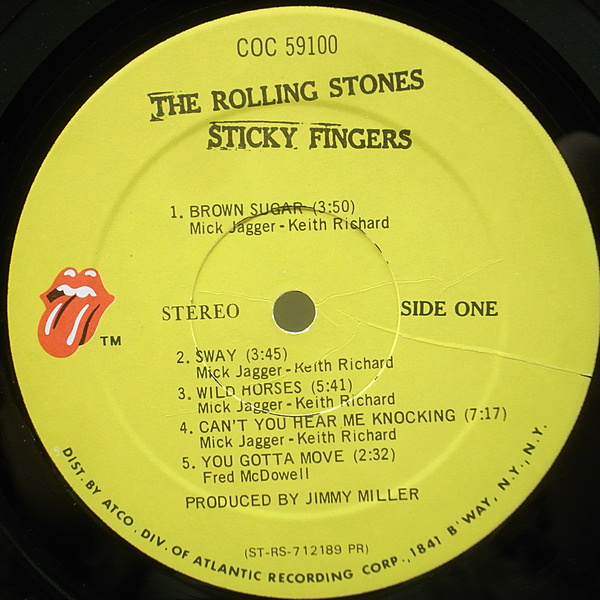 COC 59100
THE ROLLING STONES
STICKY FINGERS
1. BROWN SUGAR (3:50)
Mick Jagger - Keith Richard
STEREO
SIDE ONE
TM
2. SWAY (3:45)
Mick Jagger - Keith Richard
3. WILD HORSES (5:41)
Mick Jagger - Keith Richard
4. CAN'T YOU HEAR ME KNOCKING (7:17)
Mick Jagger - Keith Richard
5. YOU GOTTA MOVE (2:32)
Fred McDowell
PRODUCED BY JIMMY MILLER
(ST-RS-712189 PR)
DIST. BY ATCO, DIV. OF ATLANTIC RECORDING CORP., 1841 B'WAY, N.Y., N.Y.